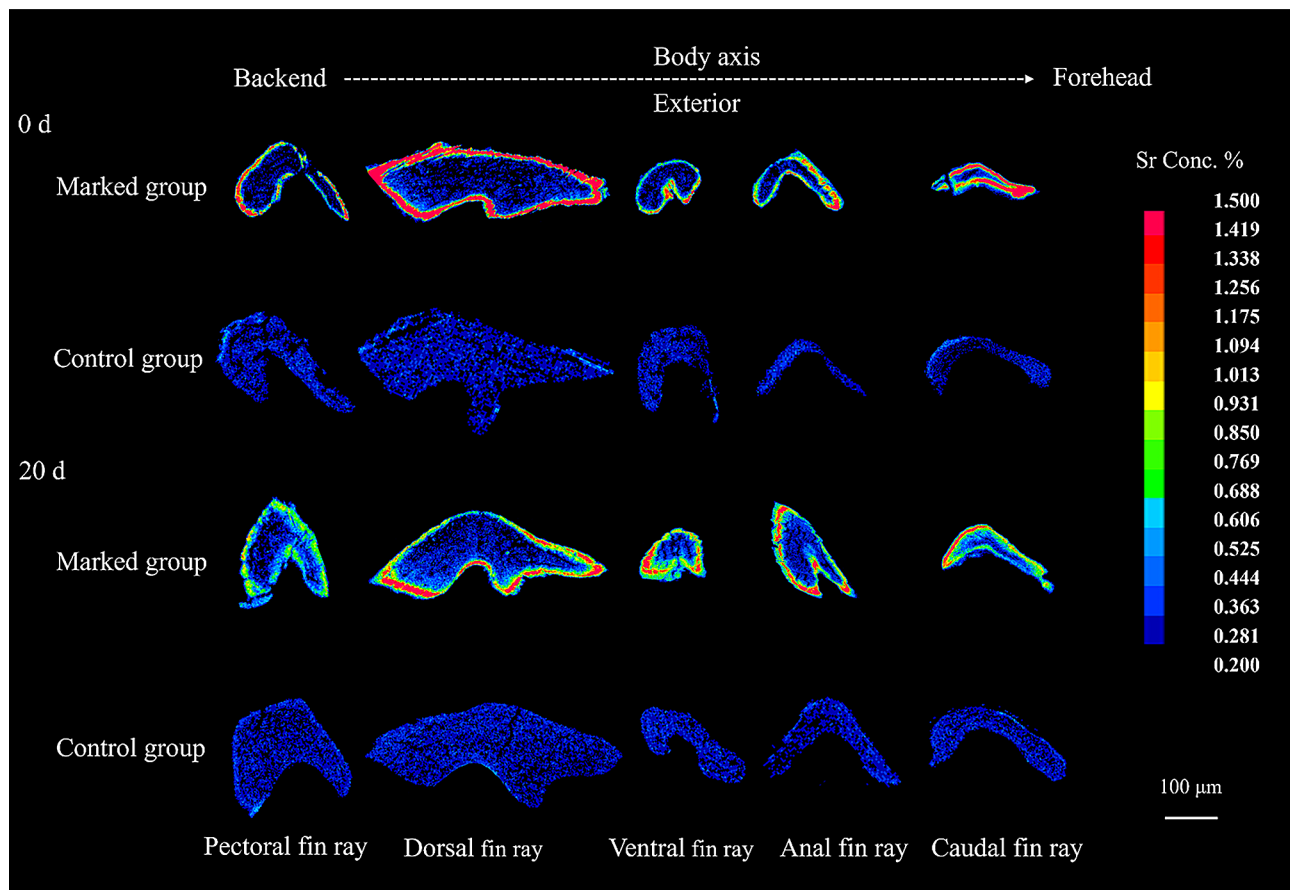 Body axis
Backend
Forehead
Exterior
0 d
Marked group
Control group
20 d
Marked group
Control group
Pectoral fin ray
Dorsal fin ray
Ventral fin ray
Anal fin ray
Caudal fin ray
Sr Conc. %
1.500
1.419
1.338
1.256
1.175
1.094
1.013
0.931
0.850
0.769
0.688
0.606
0.525
0.444
0.363
0.281
0.200
100 μm